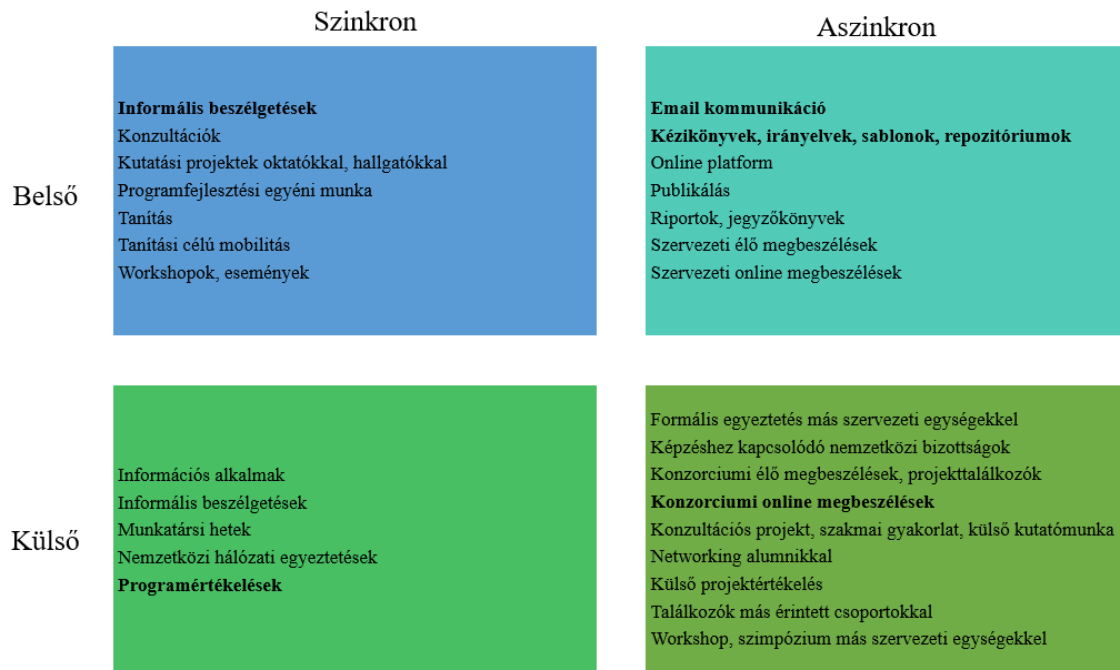 Szinkron
Aszinkron
Belső
Informális beszélgetések
Konzultációk
Kutatási projektek oktatókkal, hallgatókkal
Programfejlesztési egyéni munka
Tanítás
Tanítási célú mobilitás
Workshopok, események
Email kommunikáció
Kézikönyvek, irányelvek, sablonok, repozitóriumok
Online platform
Publikálás
Riportok, jegyzőkönyvek
Szervezeti élő megbeszélések
Szervezeti online megbeszélések
Külső
Információs alkalmak
Informális beszélgetések
Munkatársi hetek
Nemzetközi hálózati egyeztetések
Programértékelések
Formális egyeztetés más szervezeti egységekkel
Képzéshez kapcsolódó nemzetközi bizottságok
Konzorciumi élő megbeszélések, projekttalálkozók
Konzorciumi online megbeszélések
Konzultációs projekt, szakmai gyakorlat, külső kutatómunka
Networking alumnikkal
Külső projektértékelés
Találkozók más érintett csoportokkal
Workshop, szimpózium más szervezeti egységekkel